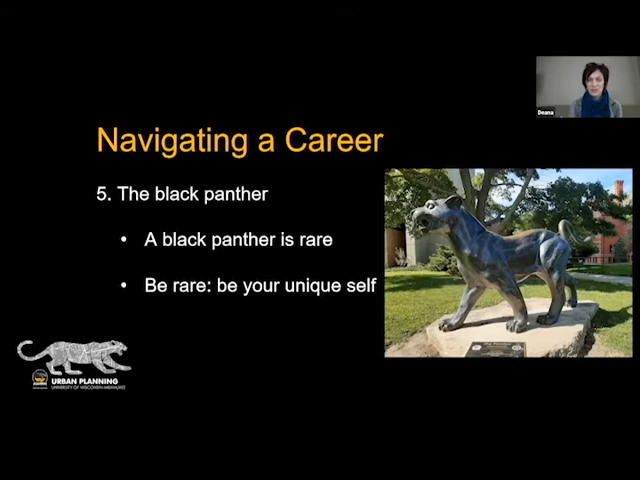 Deana
Navigating a Career
5. The black panther
• A black panther is rare
• Be rare: be your unique self
URBAN PLANNING
UNIVERSITY OF WISCONSIN-MILWAUKEE